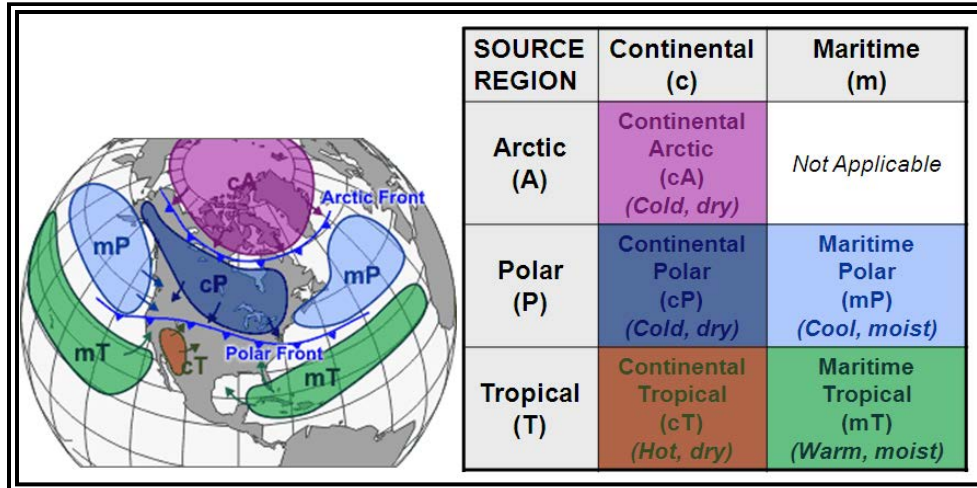 cA
Arctic Front
mP
cP
mP
Polar Front
mT
cT
mT
SOURCE
REGION
Continental
(c)
Maritime
(m)
Arctic
(A)
Continental
Arctic
(cA)
(Cold, dry)
Not Applicable
Polar
(P)
Continental
Polar
(cP)
(Cold, dry)
Maritime
Polar
(mP)
(Cool, moist)
Tropical
(T)
Continental
Tropical
(cT)
(Hot, dry)
Maritime
Tropical
(mT)
(Warm, moist)